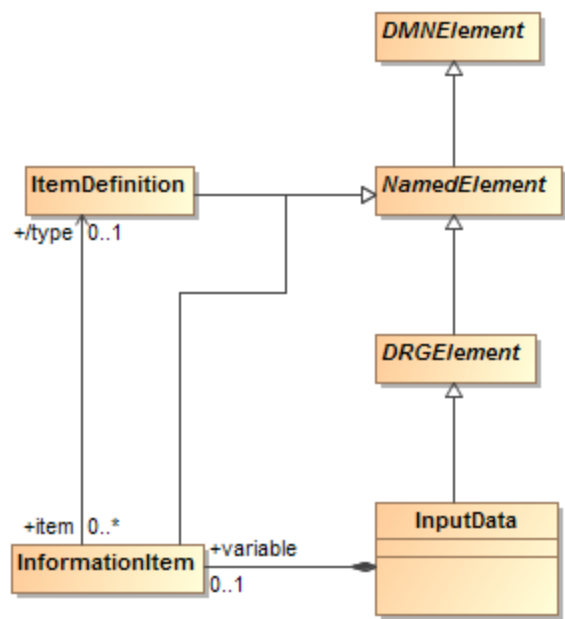 DMNElement
ItemDefinition
NamedElement
+/type 0..1
DRGElement
+item 0..*
InputData
InformationItem
+variable
0..1